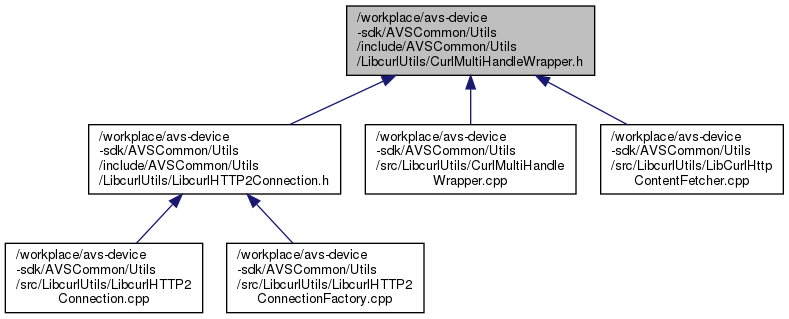 /workplace/avs-device
-sdk/AVSCommon/Utils
/include/AVSCommon/Utils
/LibcurlUtils/CurlMultiHandleWrapper.h
/workplace/avs-device
-sdk/AVSCommon/Utils
/include/AVSCommon/Utils
/LibcurlUtils/LibcurlHTTP2Connection.h
/workplace/avs-device
-sdk/AVSCommon/Utils
/src/LibcurlUtils/CurlMultiHandle
Wrapper.cpp
/workplace/avs-device
-sdk/AVSCommon/Utils
/src/LibcurlUtils/LibCurlHttp
ContentFetcher.cpp
/workplace/avs-device
-sdk/AVSCommon/Utils
/src/LibcurlUtils/LibcurlHTTP2
Connection.cpp
/workplace/avs-device
-sdk/AVSCommon/Utils
/src/LibcurlUtils/LibcurlHTTP2
ConnectionFactory.cpp